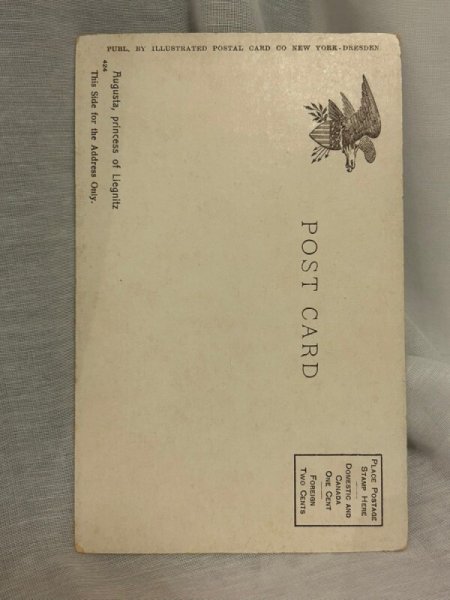 PUBL. BY ILLUSTRATED POSTAL CARD CO NEW YORK-DRESDEN
POST CARD
PLACE POSTAGE
STAMP HERE
DOMESTIC AND
CANADA
ONE CENT
FOREIGN
TWO CENTS
Augusta, princess of Liegnitz
424
This Side for the Address Only.